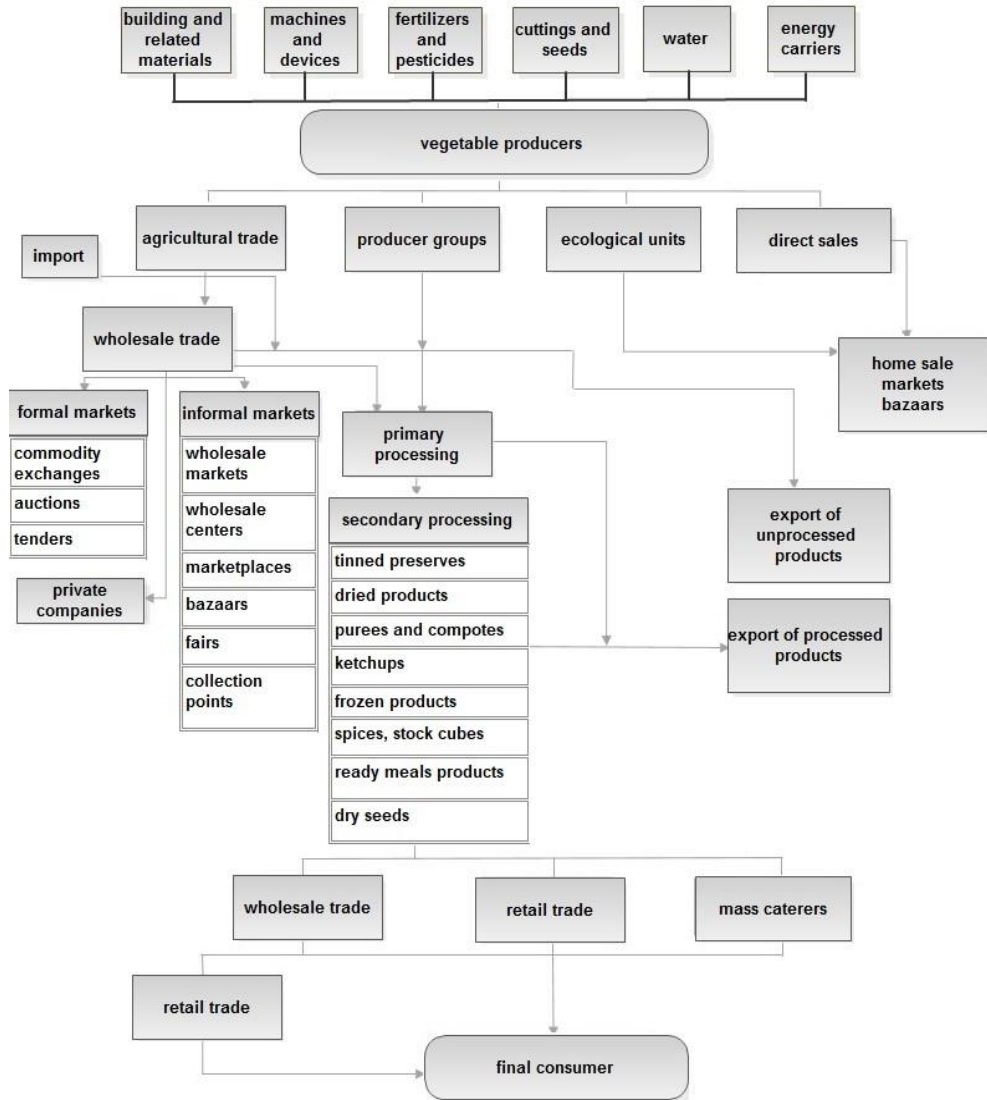 building and
related
materials
machines
and
devices
fertilizers
and
pesticides
cuttings and
seeds
water
energy
carriers
vegetable producers
agricultural trade
producer groups
ecological units
direct sales
import
wholesale trade
home sale
markets
bazaars
formal markets
commodity
exchanges
auctions
tenders
informal markets
wholesale
markets
wholesale
centers
marketplaces
bazaars
fairs
collection
points
private
companies
primary
processing
secondary processing
tinned preserves
dried products
purees and compotes
ketchups
frozen products
spices, stock cubes
ready meals products
dry seeds
export of
unprocessed
products
export of processed
products
wholesale trade
retail trade
mass caterers
retail trade
final consumer